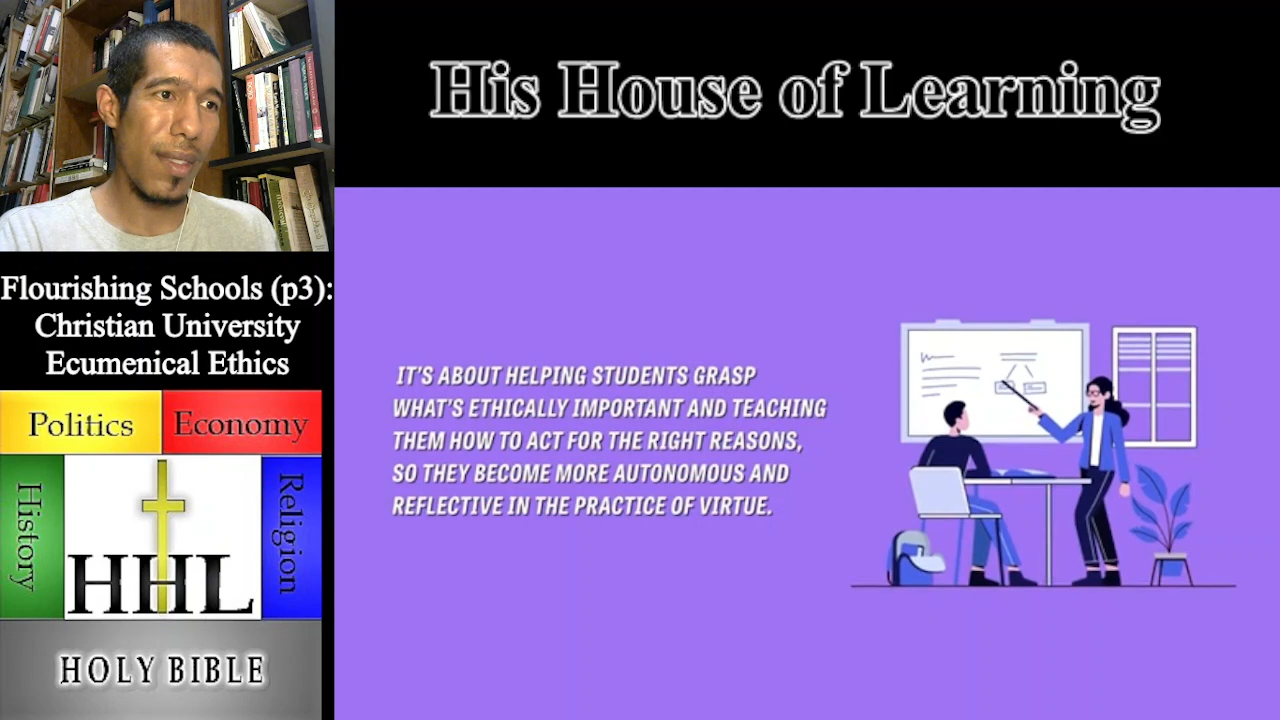 His House of Learning
Flourishing Schools (p3):
Christian University
Ecumenical Ethics
Politics
Economy
History
Religion
HHL
HOLY BIBLE
IT'S ABOUT HELPING STUDENTS GRASP
WHAT'S ETHICALLY IMPORTANT AND TEACHING
THEM HOW TO ACT FOR THE RIGHT REASONS,
SO THEY BECOME MORE AUTONOMOUS AND
REFLECTIVE IN THE PRACTICE OF VIRTUE.